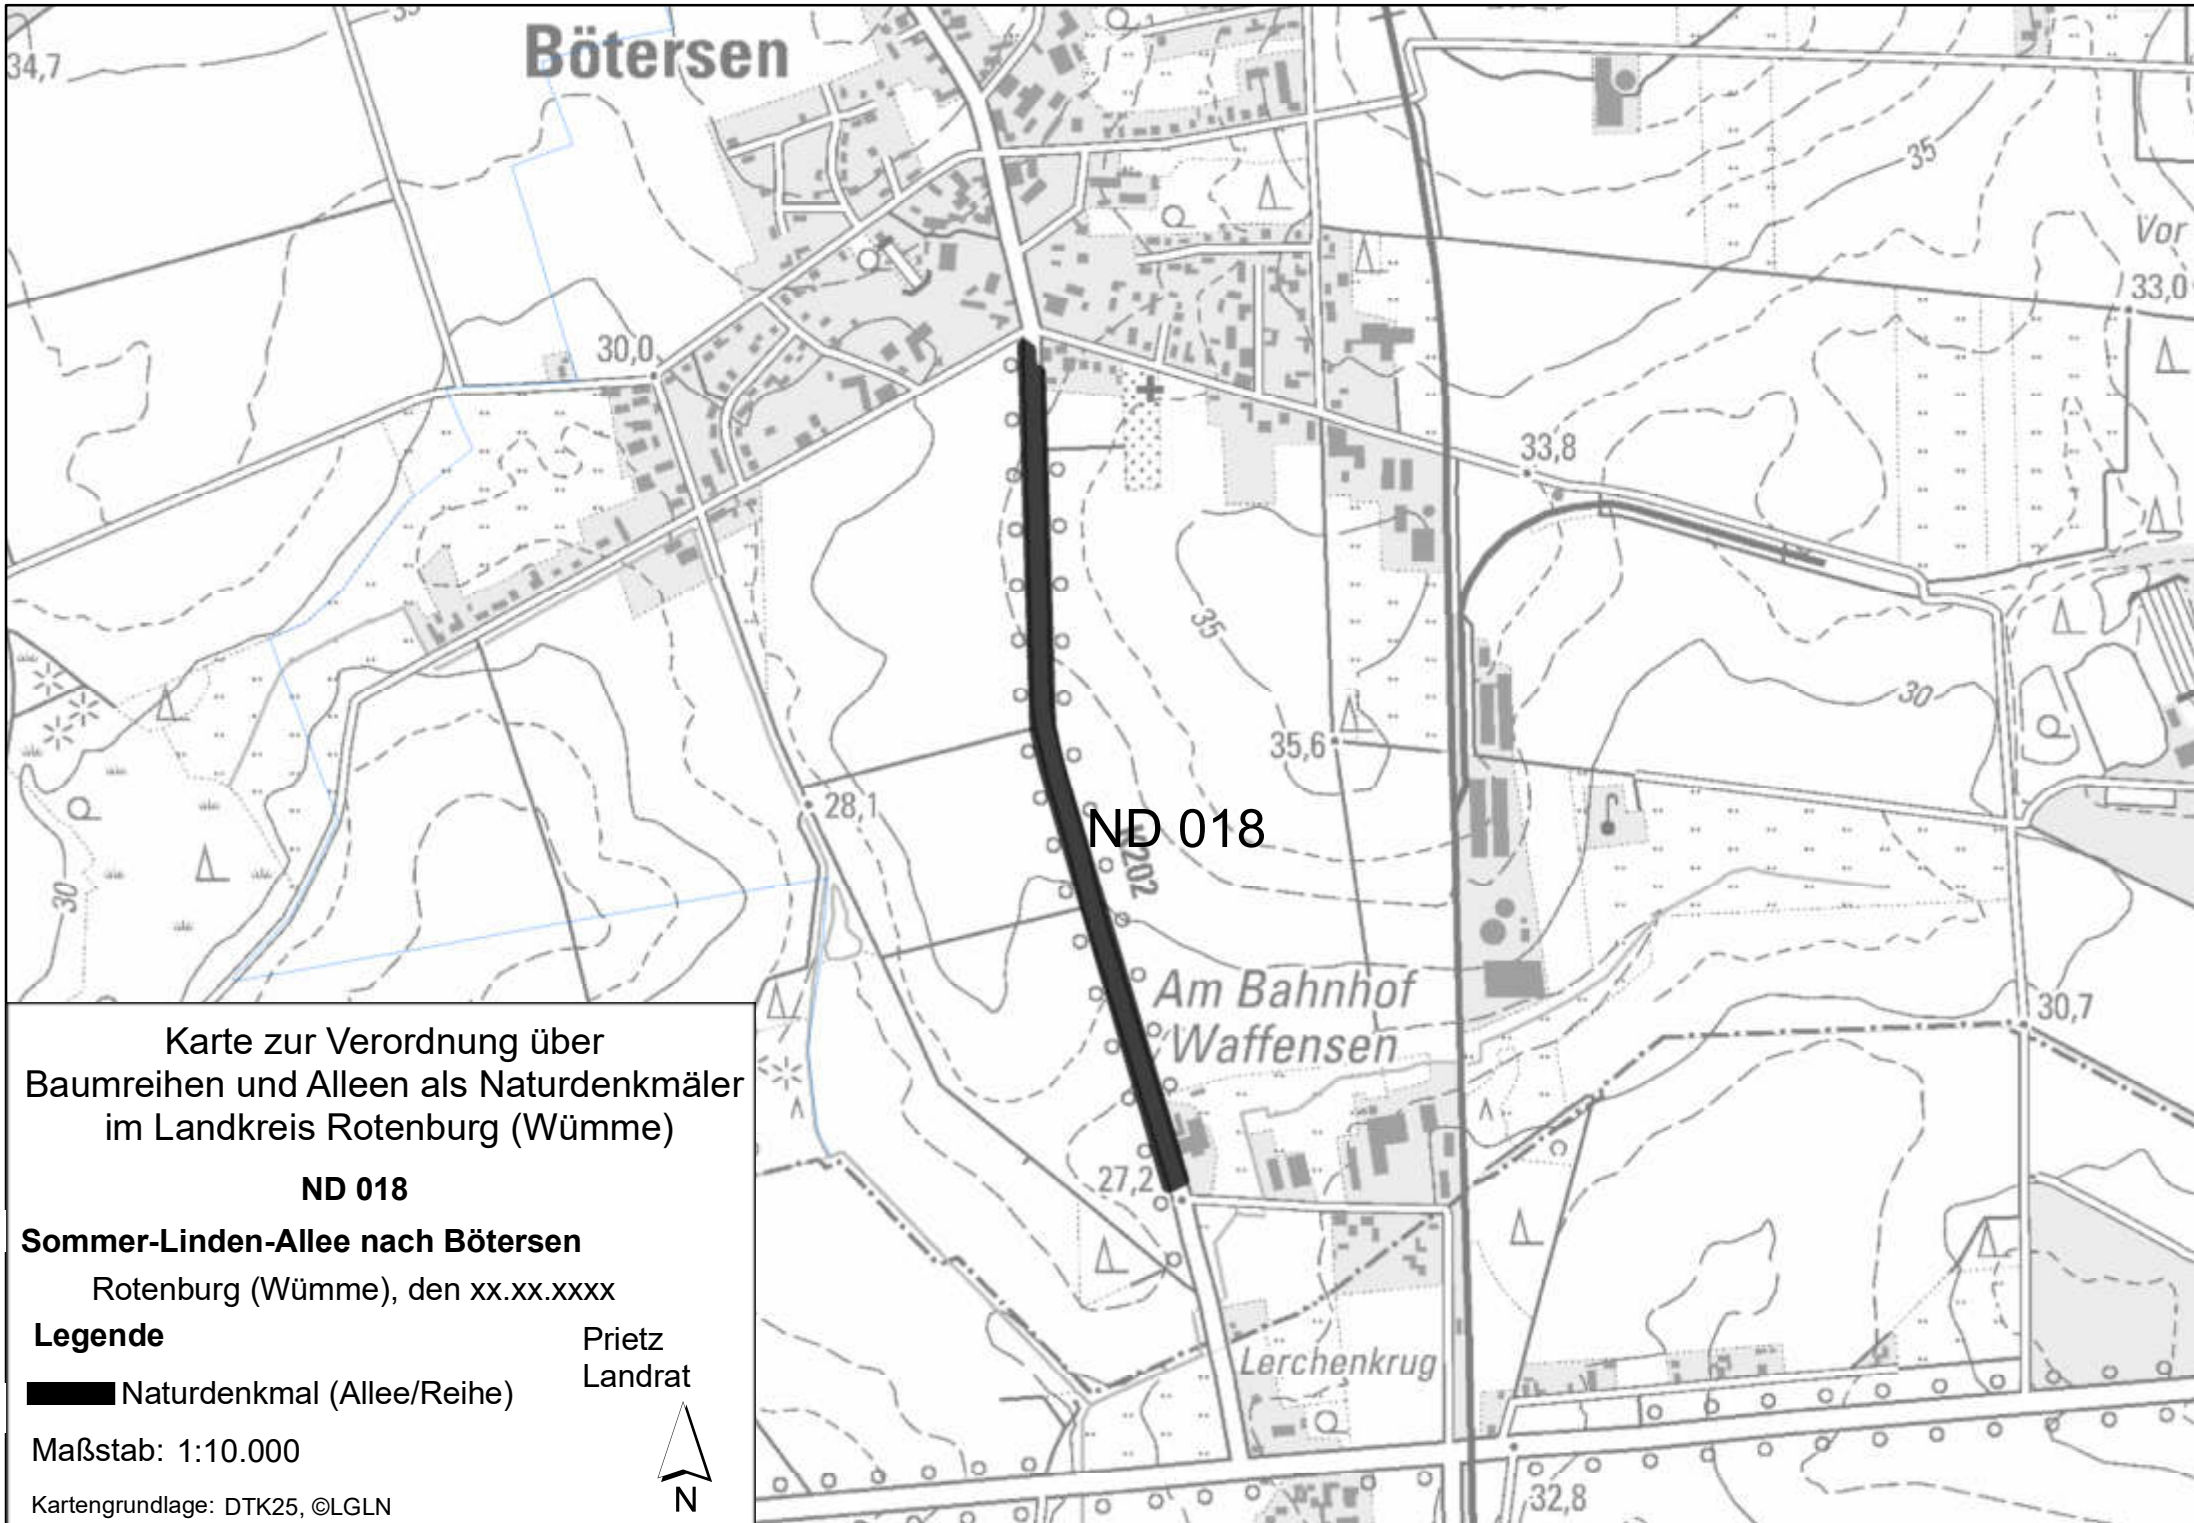 35
Bötersen
34,7
35
Vor
33,0
30,0
33,8
35
30
35,6
28,1
ND 018
K202
30
Am Bahnhof
Waffensen
30,7
27,2
Lerchenkrug
32,8
Karte zur Verordnung über
Baumreihen und Alleen als Naturdenkmäler
im Landkreis Rotenburg (Wümme)
ND 018
Sommer-Linden-Allee nach Bötersen
Rotenburg (Wümme), den xx.xx.xxxx
Legende
Prietz
Landrat
Naturdenkmal (Allee/Reihe)
Maßstab: 1:10.000
N
Kartengrundlage: DTK25, ©LGLN